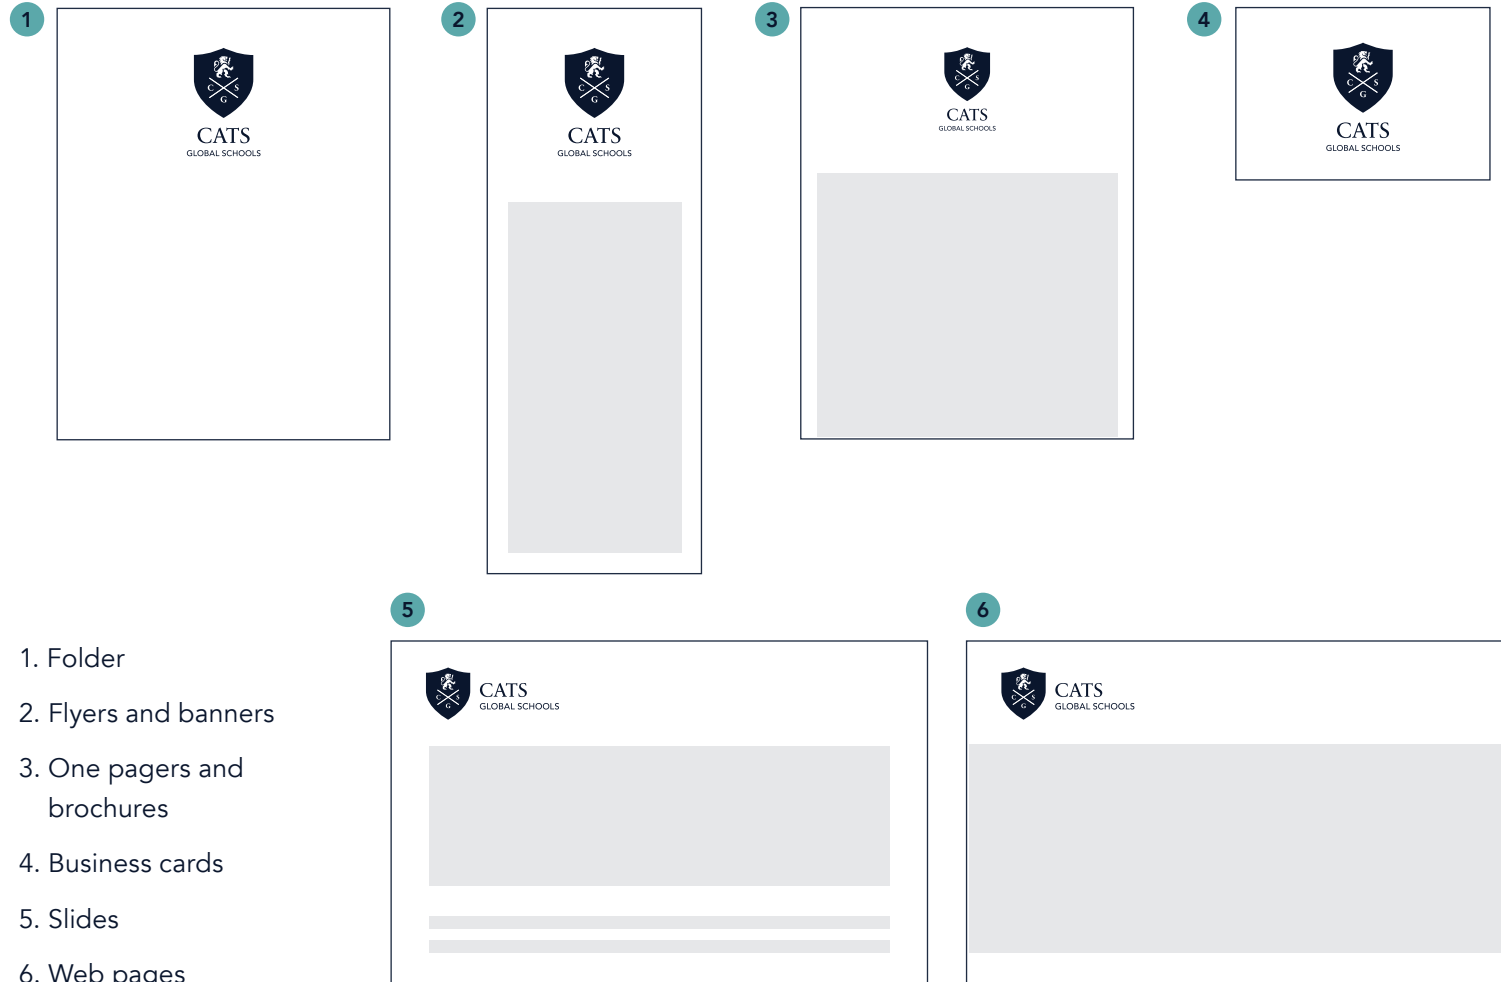 1
2
3
4
C S
G
CATS
GLOBAL SCHOOLS
C S
G
CATS
GLOBAL SCHOOLS
C S
G
CATS
GLOBAL SCHOOLS
C S
G
CATS
GLOBAL SCHOOLS
5
6
1. Folder
2. Flyers and banners
3. One pagers and
brochures
4. Business cards
5. Slides
6. Web pages
C S
G
CATS
GLOBAL SCHOOLS
C S
G
CATS
GLOBAL SCHOOLS